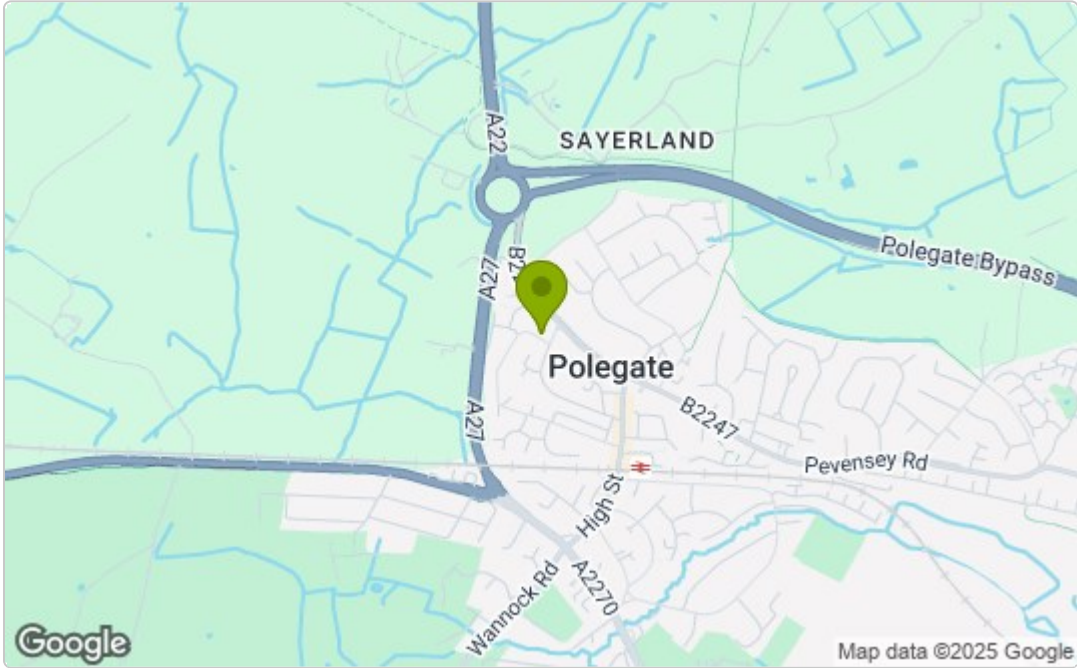 A22
SAYERLAND
A27
B2
Polegate Bypass
Polegate
A27
B2247
Pevensey Rd
High St
Wannock Rd
A2270
Google
Map data ©2025 Google